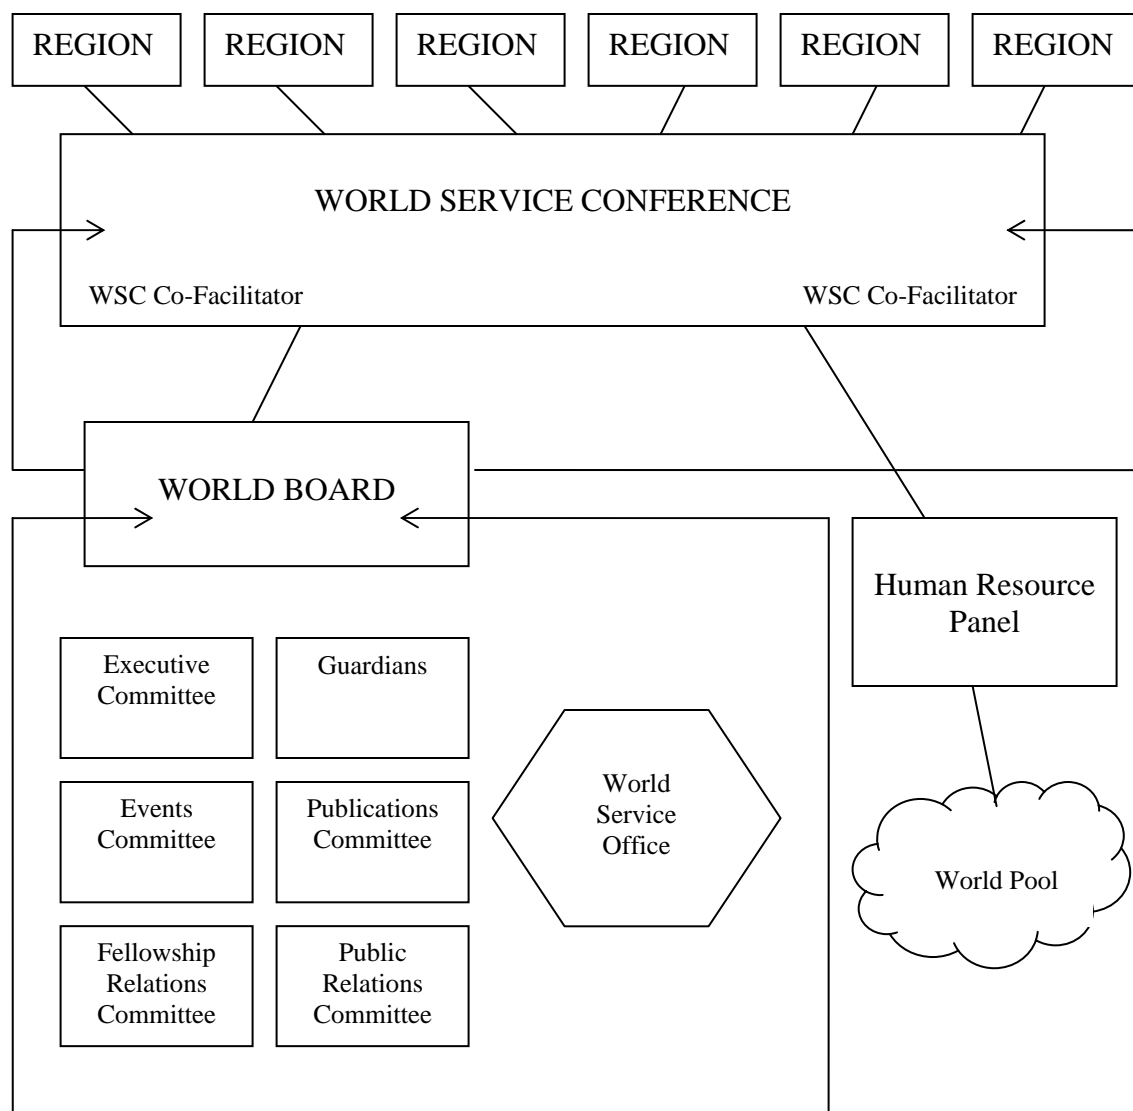 REGION REGION REGION REGION REGION REGION
WORLD SERVICE CONFERENCE
WSC Co-Facilitator WSC Co-Facilitator
WORLD BOARD
Human Resource
Panel
Executive
Committee
Guardians
Events
Committee
Publications
Committee
World
Service
Office
World Pool
Fellowship
Relations
Committee
Public
Relations
Committee